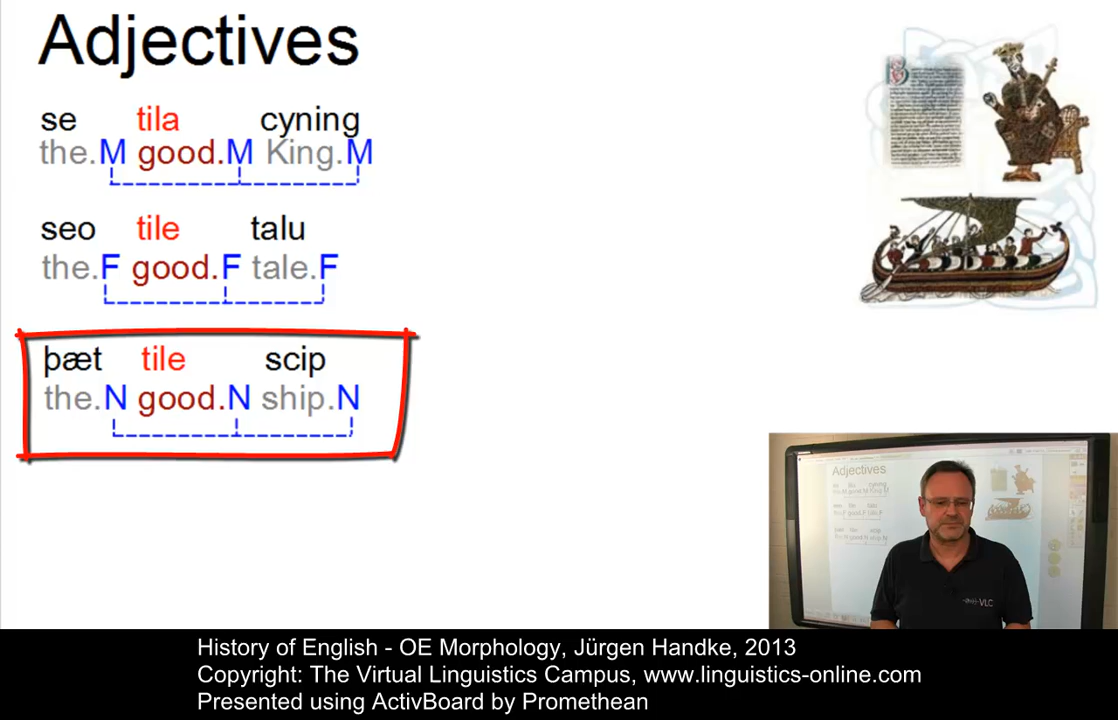 Adjectives
se tila cyning
the.M good.M King.M
seo tile talu
the.F good.F tale.F
þæt tile scip
the.N good.N ship.N
Adjectives
VLC
History of English - OE Morphology, Jürgen Handke, 2013
Copyright: The Virtual Linguistics Campus, www.linguistics-online.com
Presented using ActivBoard by Promethean